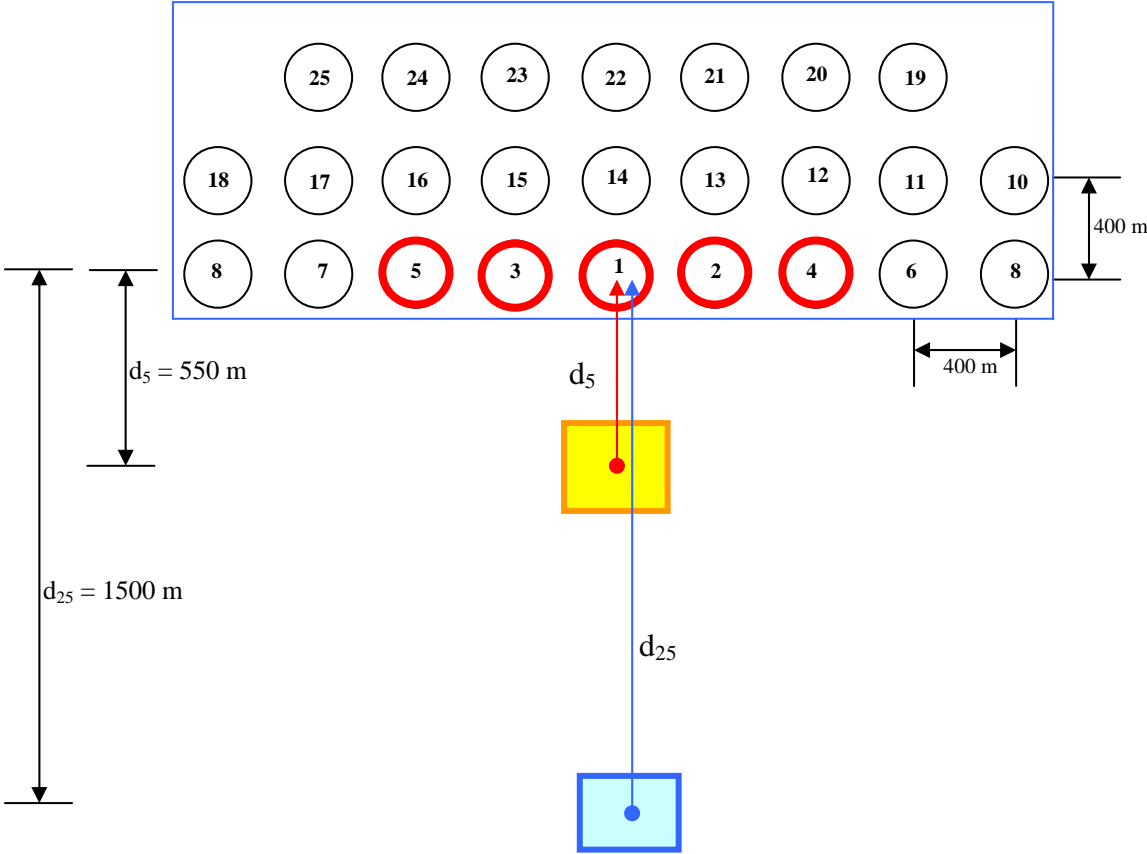 25 24 23 22 21 20 19
18 17 16 15 14 13 12 11 10
400 m
8 7 5 3 1 2 4 6 8
d₅ = 550 m
d₅
400 m
d₂₅ = 1500 m
d₂₅